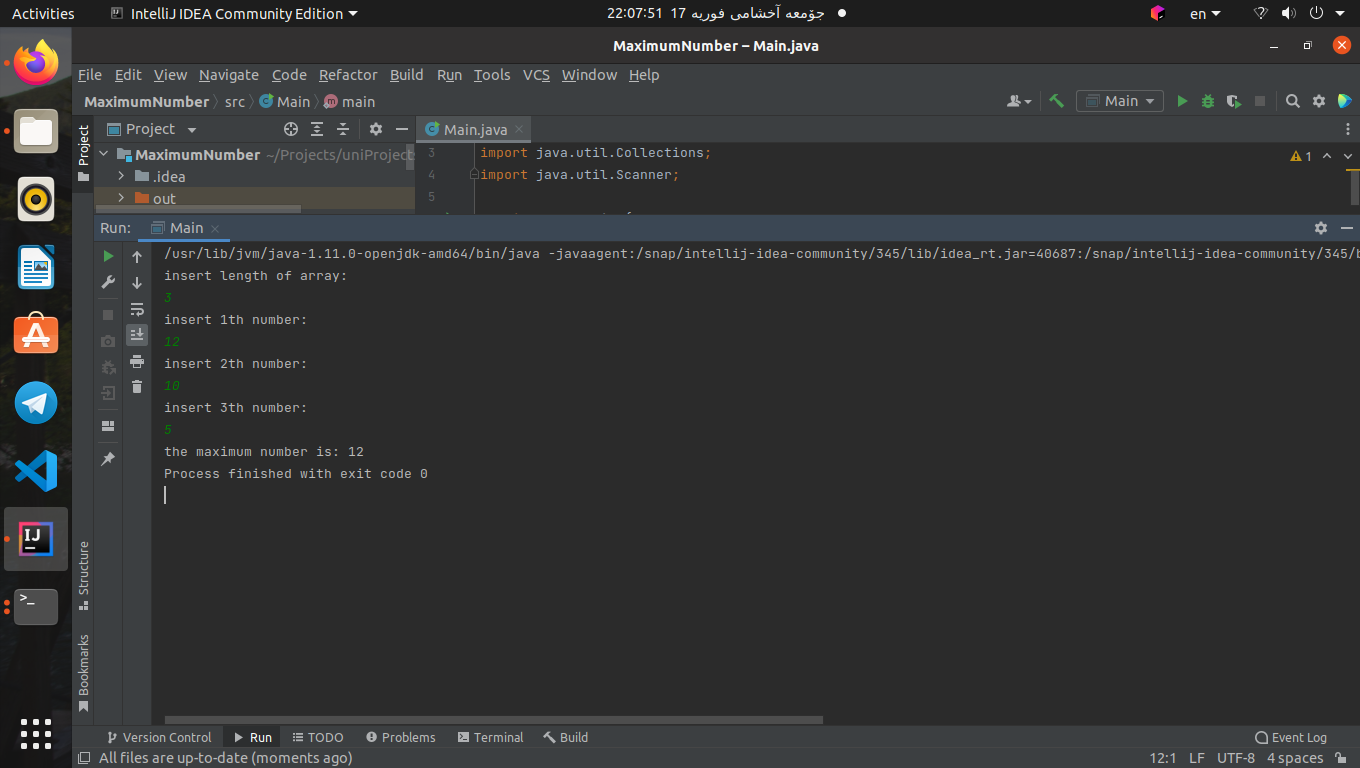 Activities IntelliJ IDEA Community Edition جۆمعه آخشامی فوریه 17 22:07:51 en
MaximumNumber – Main.java
File Edit View Navigate Code Refactor Build Run Tools VCS Window Help
MaximumNumber src Main main Main
Project Project Main.java
MaximumNumber ~/Projects/uniProject
.idea
out
3 import java.util.Collections; 1
4 import java.util.Scanner;
5
Run: Main
/usr/lib/jvm/java-1.11.0-openjdk-amd64/bin/java -javaagent:/snap/intellij-idea-community/345/lib/idea_rt.jar=40687:/snap/intellij-idea-community/345/b
insert length of array:
3
insert 1th number:
12
insert 2th number:
10
insert 3th number:
5
the maximum number is: 12
Process finished with exit code 0
Structure
Bookmarks
Version Control Run TODO Problems Terminal Build Event Log
All files are up-to-date (moments ago) 12:1 LF UTF-8 4 spaces